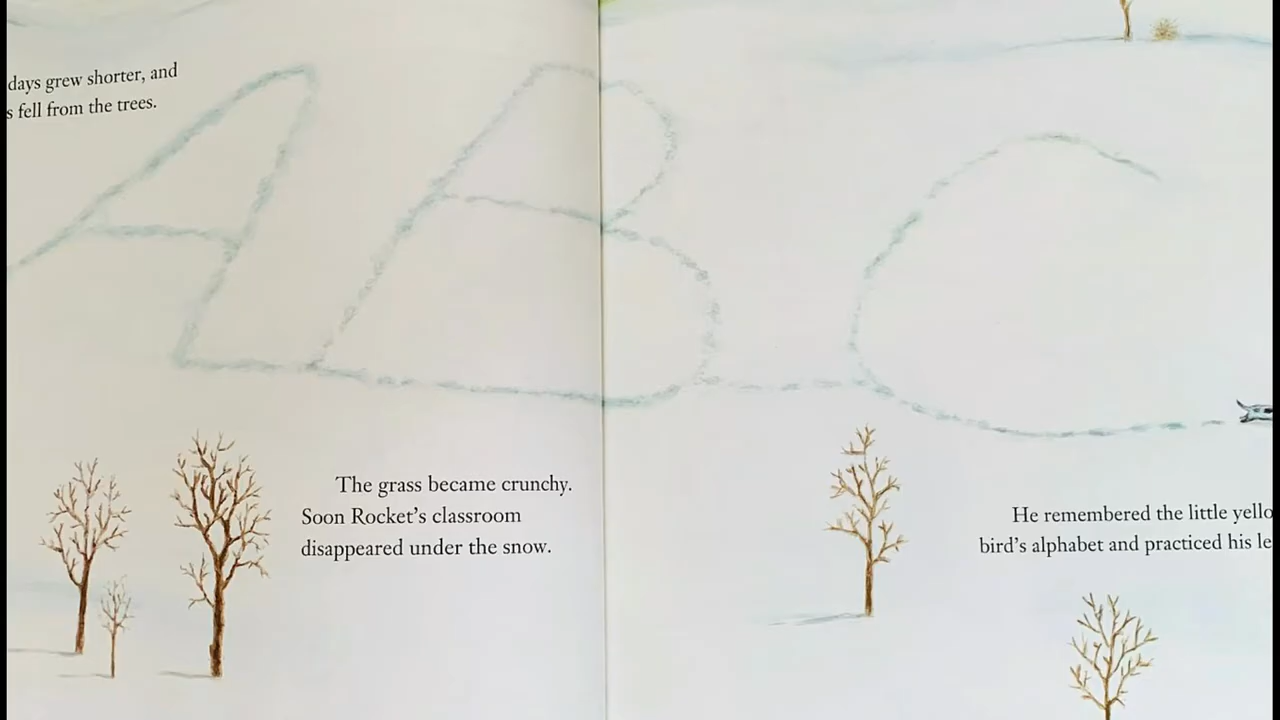 days grew shorter, and
s fell from the trees.
A B C
The grass became crunchy.
Soon Rocket's classroom
disappeared under the snow.
He remembered the little yello
bird's alphabet and practiced his le